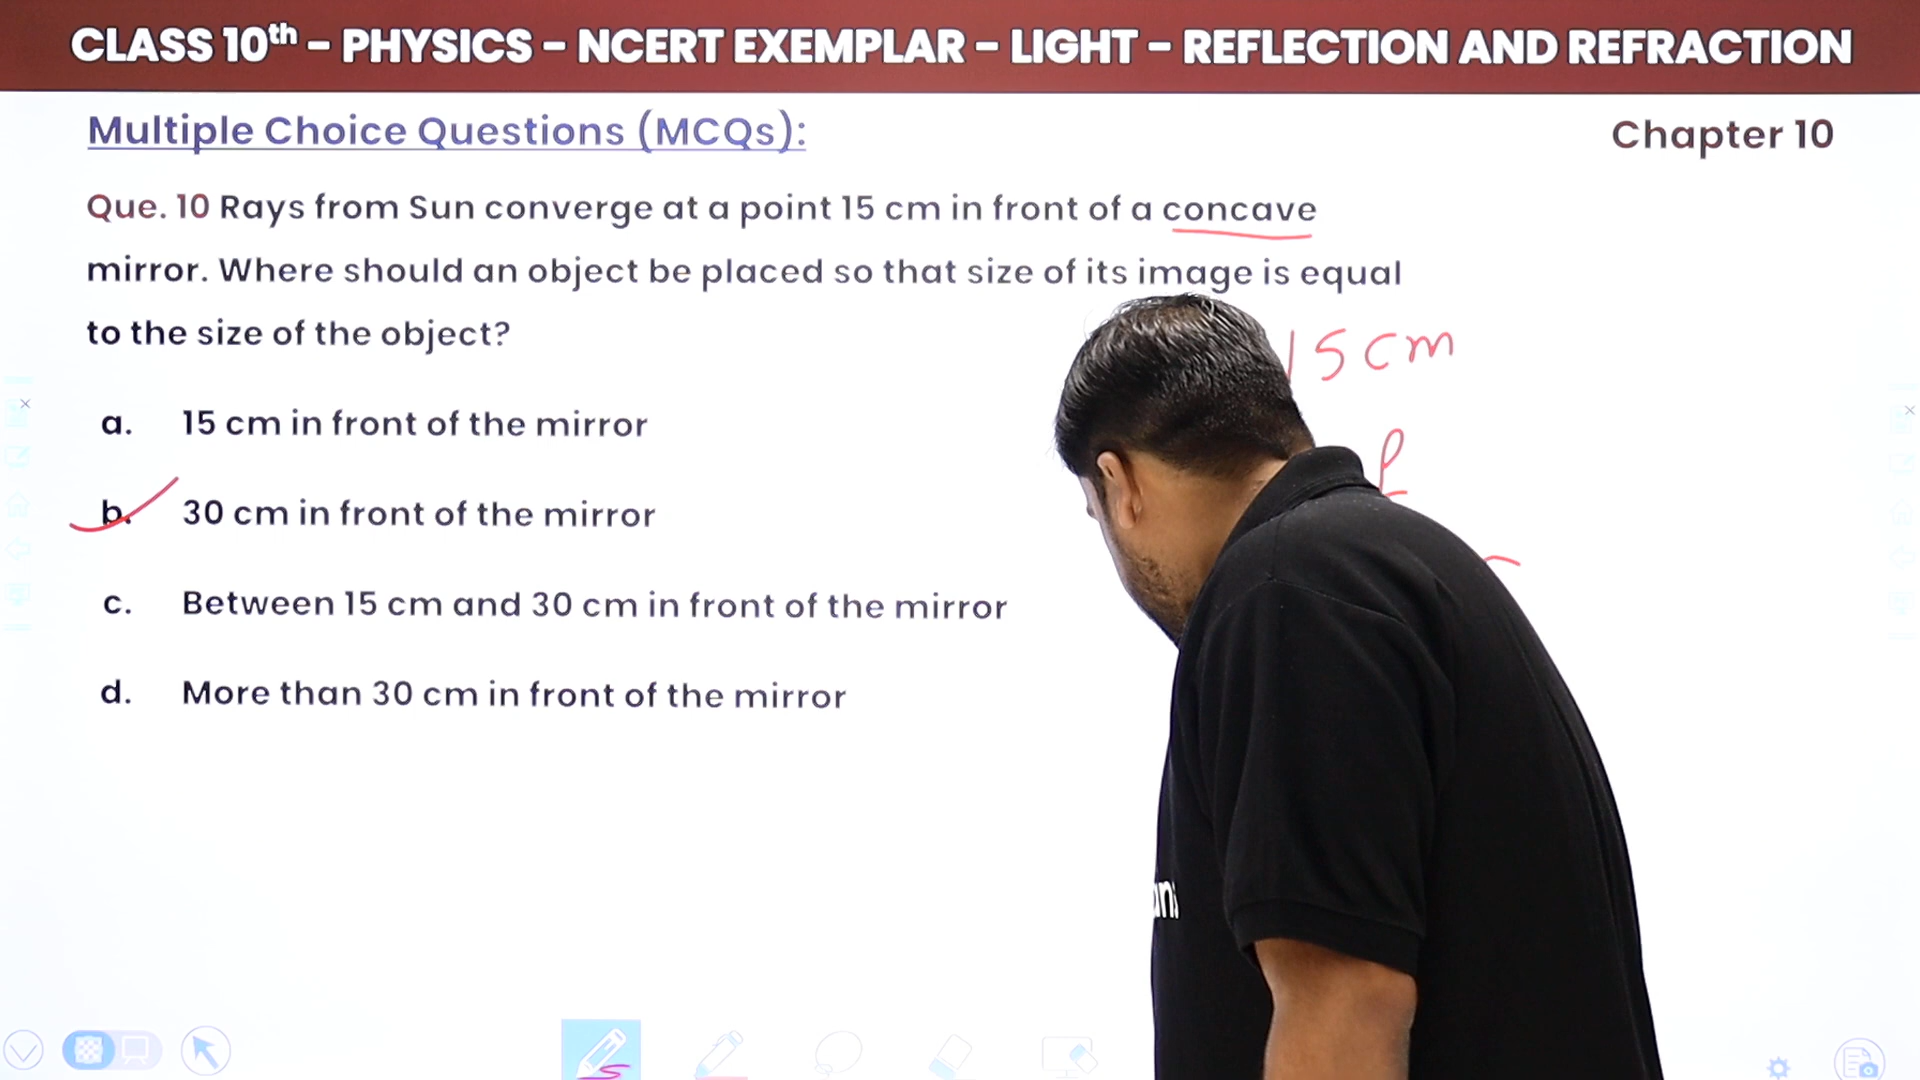 CLASS 10th – PHYSICS – NCERT EXEMPLAR – LIGHT – REFLECTION AND REFRACTION
Multiple Choice Questions (MCQs):
Chapter 10
Que. 10 Rays from Sun converge at a point 15 cm in front of a concave
mirror. Where should an object be placed so that size of its image is equal
to the size of the object?
15 cm
a. 15 cm in front of the mirror
b. 30 cm in front of the mirror
c. Between 15 cm and 30 cm in front of the mirror
d. More than 30 cm in front of the mirror